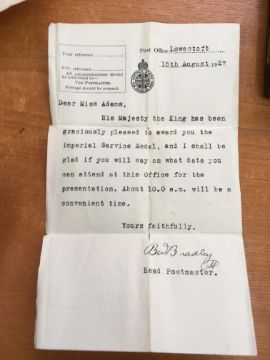 Your reference
P.O. reference
All communications should
be addressed to—
THE POSTMASTER.
Postage should be prepaid.
Post Office, Lowestoft
15th August, 1927
Dear Miss Adams,
His Majesty the King has been
graciously pleased to award you the
Imperial Service Medal, and I shall be
glad if you will say on what date you
can attend at this Office for the
presentation. About 10.0 a.m. will be a
convenient time.
Yours faithfully,
Bradley
Head Postmaster.